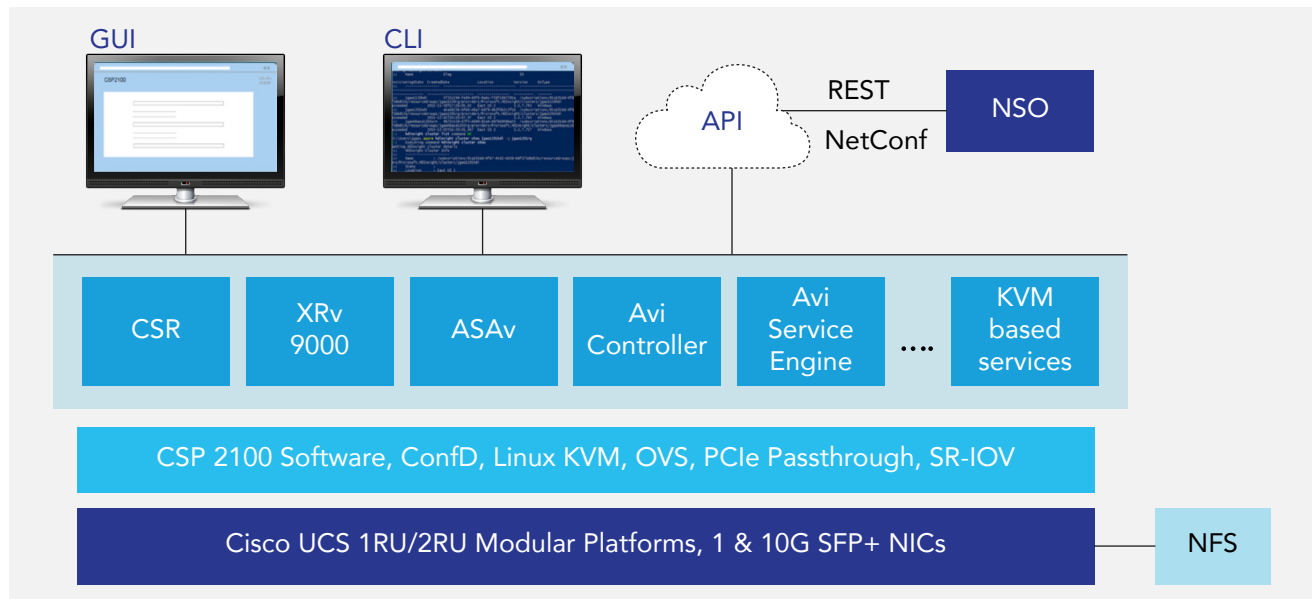 GUI
CLI
CSP2100
API
REST
NetConf
NSO
CSR
XRv
9000
ASAv
Avi
Controller
Avi
Service
Engine
....
KVM
based
services
CSP 2100 Software, ConfD, Linux KVM, OVS, PCIe Passthrough, SR-IOV
Cisco UCS 1RU/2RU Modular Platforms, 1 & 10G SFP+ NICs
NFS